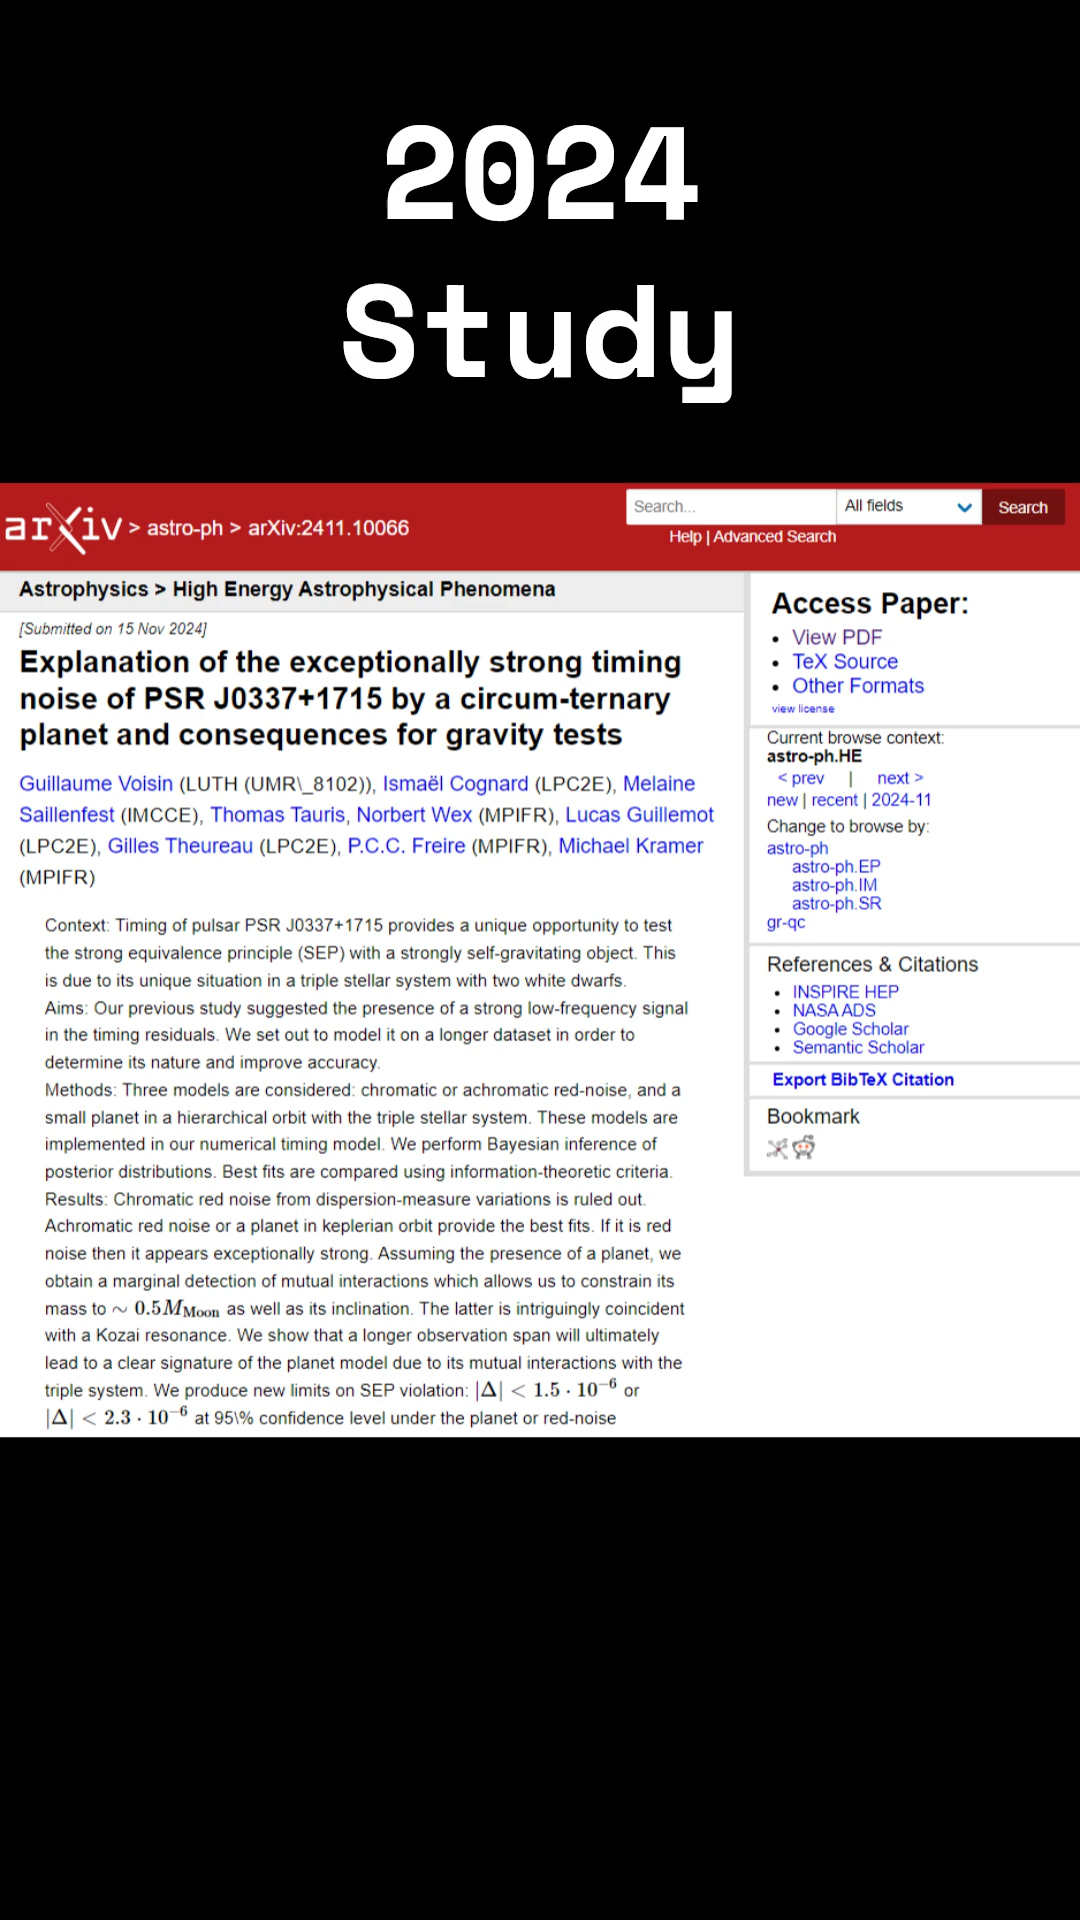 2024
Study
arXiv > astro-ph > arXiv:2411.10066
Search...
All fields
Search
Help | Advanced Search
Astrophysics > High Energy Astrophysical Phenomena
[Submitted on 15 Nov 2024]
Explanation of the exceptionally strong timing
noise of PSR J0337+1715 by a circum-ternary
planet and consequences for gravity tests
Guillaume Voisin (LUTH (UMR\_8102)), Ismaël Cognard (LPC2E), Melaine
Saillenfest (IMCCE), Thomas Tauris, Norbert Wex (MPIFR), Lucas Guillemot
(LPC2E), Gilles Theureau (LPC2E), P.C.C. Freire (MPIFR), Michael Kramer
(MPIFR)
Context: Timing of pulsar PSR J0337+1715 provides a unique opportunity to test
the strong equivalence principle (SEP) with a strongly self-gravitating object. This
is due to its unique situation in a triple stellar system with two white dwarfs.
Aims: Our previous study suggested the presence of a strong low-frequency signal
in the timing residuals. We set out to model it on a longer dataset in order to
determine its nature and improve accuracy.
Methods: Three models are considered: chromatic or achromatic red-noise, and a
small planet in a hierarchical orbit with the triple stellar system. These models are
implemented in our numerical timing model. We perform Bayesian inference of
posterior distributions. Best fits are compared using information-theoretic criteria.
Results: Chromatic red noise from dispersion-measure variations is ruled out.
Achromatic red noise or a planet in keplerian orbit provide the best fits. If it is red
noise then it appears exceptionally strong. Assuming the presence of a planet, we
obtain a marginal detection of mutual interactions which allows us to constrain its
mass to ∼ 0.5M_Moon as well as its inclination. The latter is intriguingly coincident
with a Kozai resonance. We show that a longer observation span will ultimately
lead to a clear signature of the planet model due to its mutual interactions with the
triple system. We produce new limits on SEP violation: |Δ| < 1.5 · 10⁻⁶ or
|Δ| < 2.3 · 10⁻⁶ at 95\% confidence level under the planet or red-noise
Access Paper:
• View PDF
• TeX Source
• Other Formats
view license
Current browse context:
astro-ph.HE
< prev | next >
new | recent | 2024-11
Change to browse by:
astro-ph
astro-ph.EP
astro-ph.IM
astro-ph.SR
gr-qc
References & Citations
• INSPIRE HEP
• NASA ADS
• Google Scholar
• Semantic Scholar
Export BibTeX Citation
Bookmark